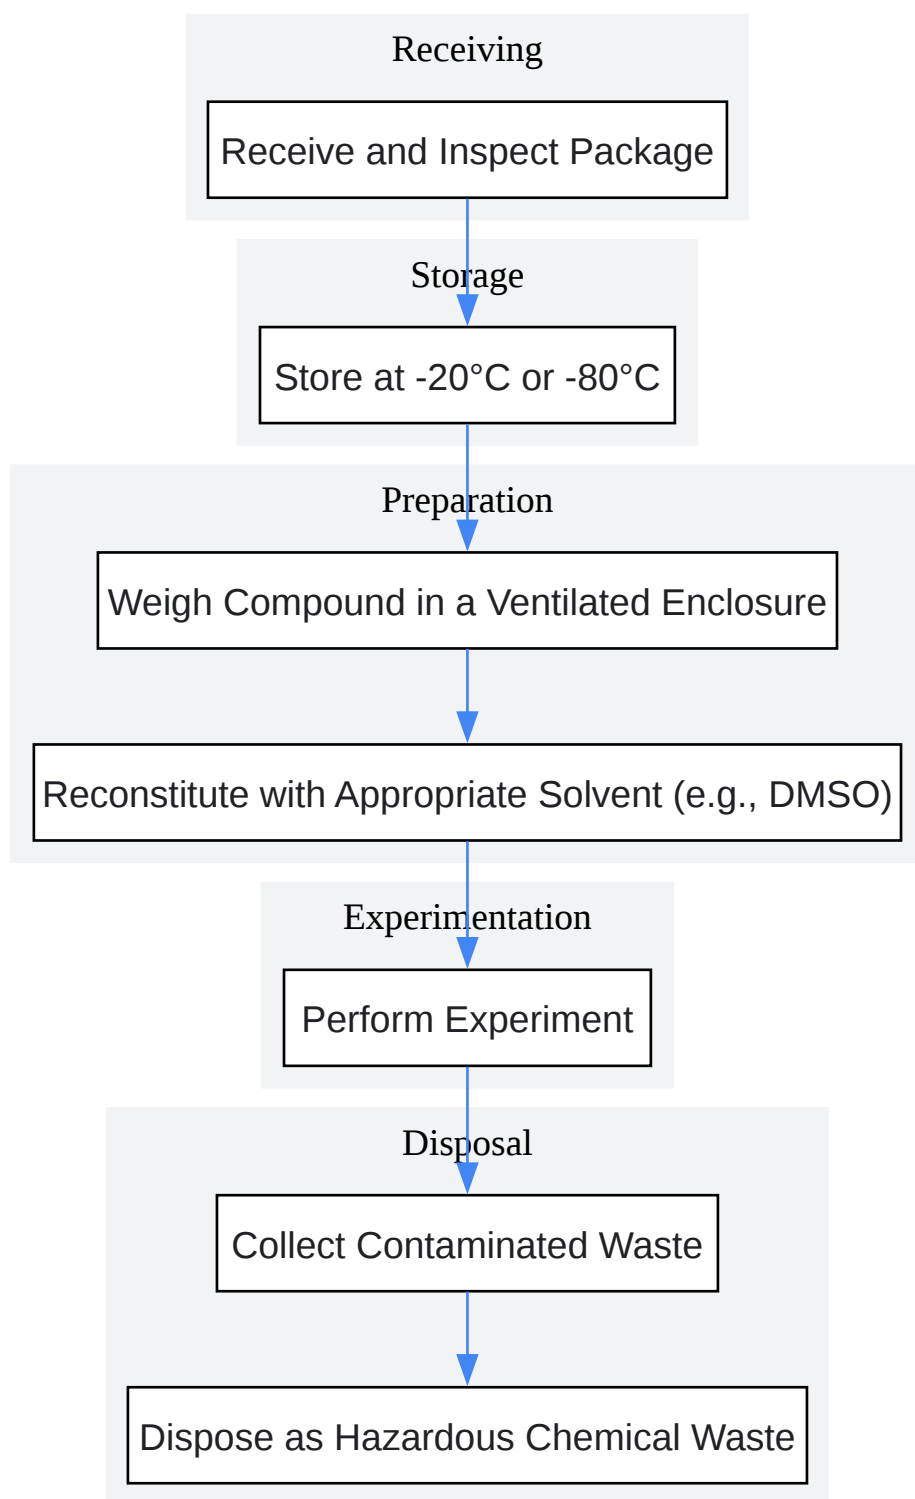 Receiving
Receive and Inspect Package
Storage
Store at -20°C or -80°C
Preparation
Weigh Compound in a Ventilated Enclosure
Reconstitute with Appropriate Solvent (e.g., DMSO)
Experimentation
Perform Experiment
Disposal
Collect Contaminated Waste
Dispose as Hazardous Chemical Waste